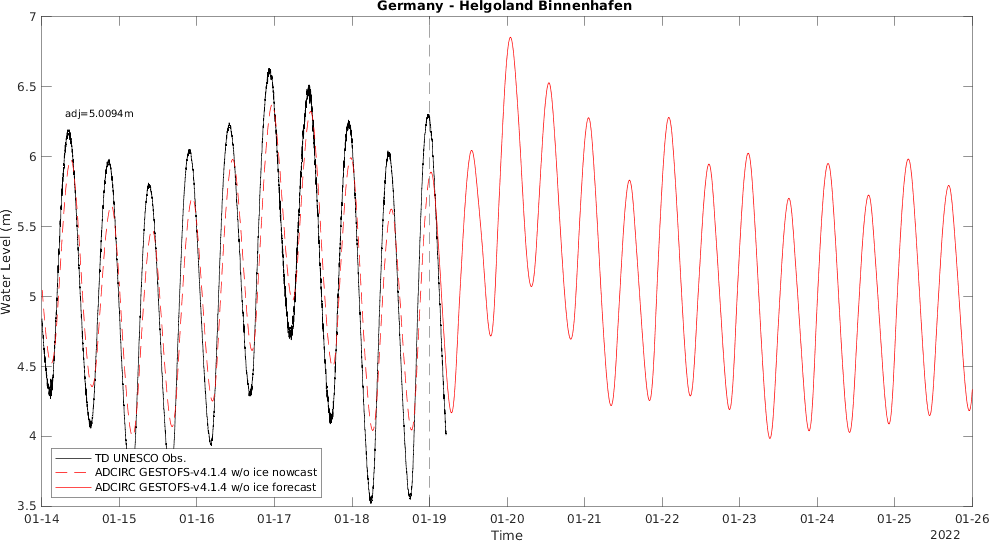 Germany - Helgoland Binnenhafen
7
6.5
adj=5.0094m
6
5.5
5
4.5
4
3.5
Water Level (m)
TD UNESCO Obs.
ADCIRC GESTOFS-v4.1.4 w/o ice nowcast
ADCIRC GESTOFS-v4.1.4 w/o ice forecast
01-14 01-15 01-16 01-17 01-18 01-19 01-20 01-21 01-22 01-23 01-24 01-25 01-26
Time
2022